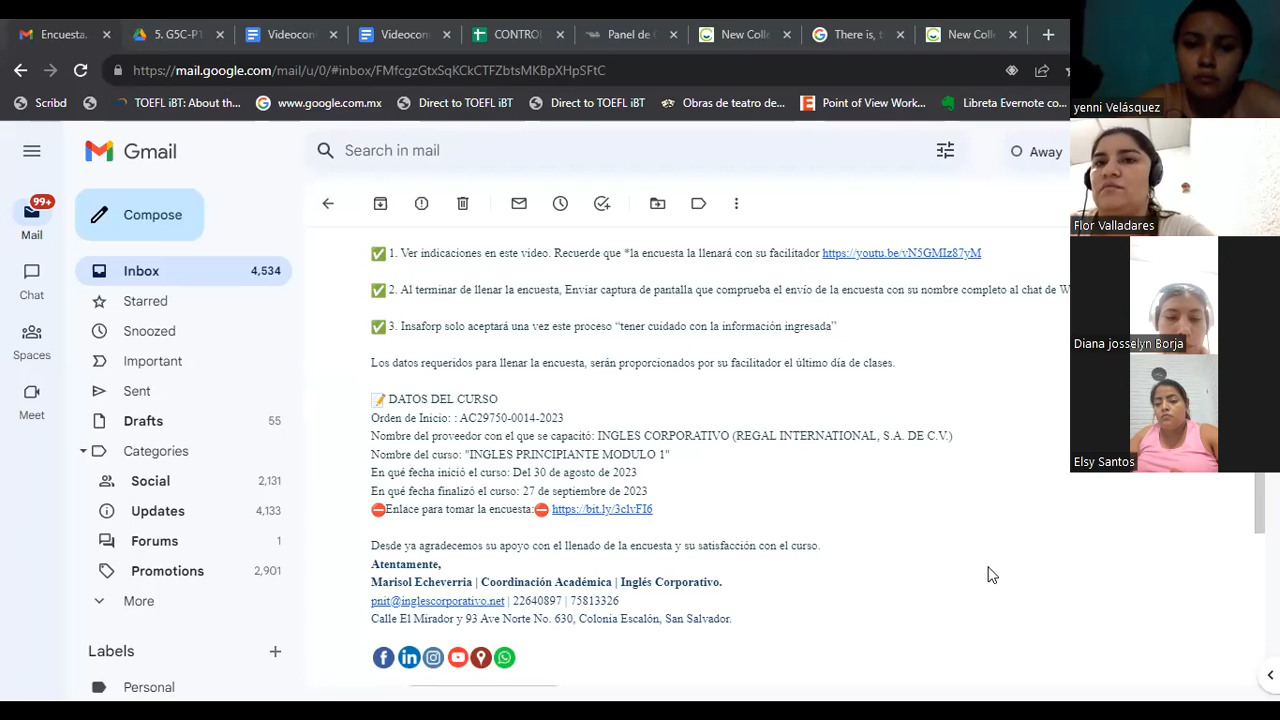 Encuesta.
5. G5C-P1
Videoconf
Videocon
CONTROL
Panel de
New Colle
There is, t
New Colle
https://mail.google.com/mail/u/0/#inbox/FMfcgzGtxSqKCkCTFZbtsMKBpXHpSFtC
Scribd
TOEFL iBT: About th...
www.google.com.mx
Direct to TOEFL iBT
Direct to TOEFL iBT
Obras de teatro de...
Point of View Work...
Libreta Evernote co...
Gmail
Search in mail
Away
Compose
99+
Mail
Chat
Spaces
Meet
Inbox 4,534
Starred
Snoozed
Important
Sent
Drafts 55
Categories
Social 2,131
Updates 4,133
Forums 1
Promotions 2,901
More
Labels
Personal
✅ 1. Ver indicaciones en este video. Recuerde que *la encuesta la llenará con su facilitador https://youtu.be/vN5GMIz87yM
✅ 2. Al terminar de llenar la encuesta, Enviar captura de pantalla que comprueba el envío de la encuesta con su nombre completo al chat de W
✅ 3. Insaforp solo aceptará una vez este proceso “tener cuidado con la información ingresada”
Los datos requeridos para llenar la encuesta, serán proporcionados por su facilitador el último día de clases.
📝 DATOS DEL CURSO
Orden de Inicio: : AC29750-0014-2023
Nombre del proveedor con el que se capacitó: INGLES CORPORATIVO (REGAL INTERNATIONAL, S.A. DE C.V.)
Nombre del curso: "INGLES PRINCIPIANTE MODULO 1"
En qué fecha inició el curso: Del 30 de agosto de 2023
En qué fecha finalizó el curso: 27 de septiembre de 2023
⛔Enlace para tomar la encuesta:⛔ https://bit.ly/3clvFI6
Desde ya agradecemos su apoyo con el llenado de la encuesta y su satisfacción con el curso.
Atentamente,
Marisol Echeverria | Coordinación Académica | Inglés Corporativo.
pnit@inglescorporativo.net | 22640897 | 75813326
Calle El Mirador y 93 Ave Norte No. 630, Colonia Escalón, San Salvador.
yenni Velásquez
Flor Valladares
Diana josselyn Borja
Elsy Santos